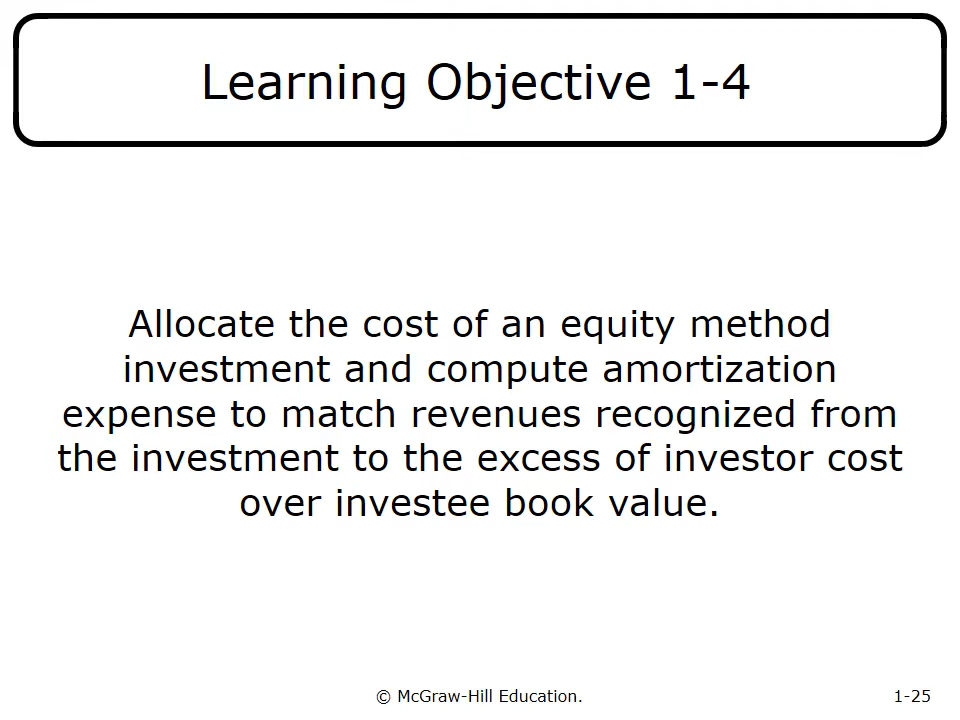 Learning Objective 1-4
Allocate the cost of an equity method
investment and compute amortization
expense to match revenues recognized from
the investment to the excess of investor cost
over investee book value.
© McGraw-Hill Education.
1-25